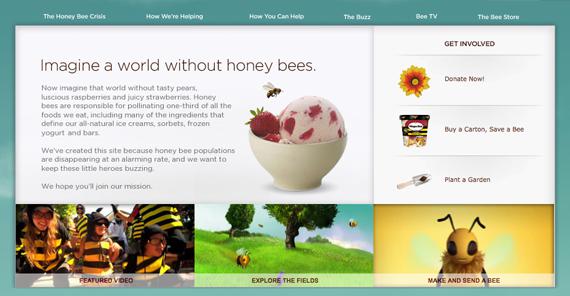 The Honey Bee Crisis
How We're Helping
How You Can Help
The Buzz
Bee TV
The Bee Store
Imagine a world without honey bees.
Now imagine that world without tasty pears,
luscious raspberries and juicy strawberries. Honey
bees are responsible for pollinating one-third of all the
foods we eat, including many of the ingredients that
define our all-natural ice creams, sorbets, frozen
yogurt and bars.
We've created this site because honey bee populations
are disappearing at an alarming rate, and we want to
keep these little heroes buzzing.
We hope you'll join our mission.
GET INVOLVED
Donate Now!
Buy a Carton, Save a Bee
Plant a Garden
FEATURED VIDEO
EXPLORE THE FIELDS
MAKE AND SEND A BEE